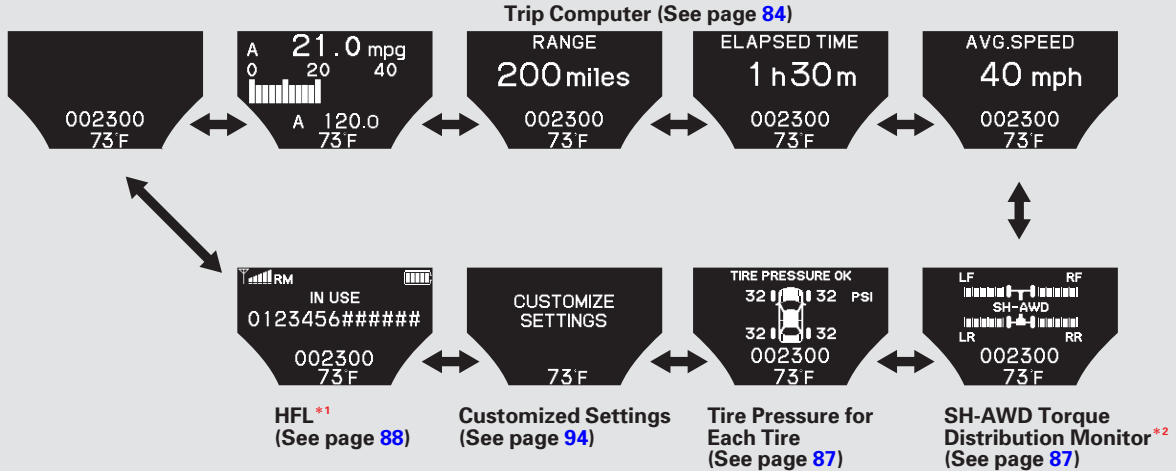 Trip Computer (See page 84)
002300
73°F
A 21.0 mpg
0 20 40
A 120.0
73°F
RANGE
200 miles
002300
73°F
ELAPSED TIME
1 h 30 m
002300
73°F
AVG.SPEED
40 mph
002300
73°F
RM
IN USE
0123456######
002300
73°F
HFL*1
(See page 88)
CUSTOMIZE
SETTINGS
73°F
Customized Settings
(See page 94)
TIRE PRESSURE OK
32 32 PSI
32 32
002300
73°F
Tire Pressure for
Each Tire
(See page 87)
LF RF
SH-AWD
LR RR
002300
73°F
SH-AWD Torque
Distribution Monitor*2
(See page 87)